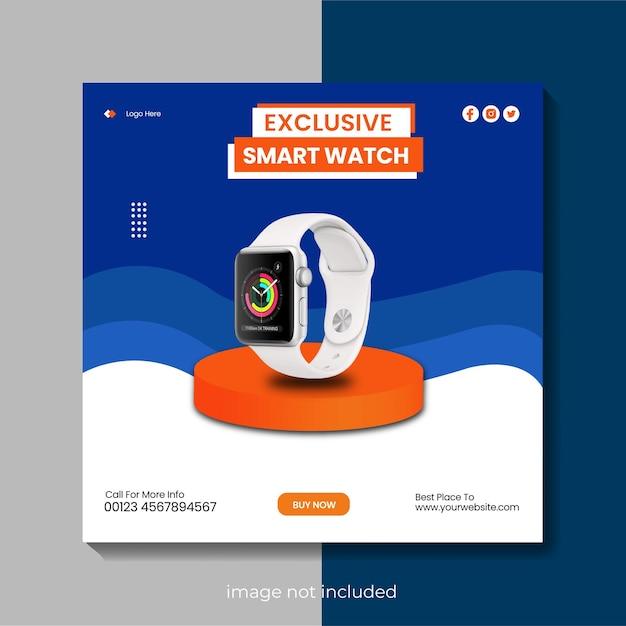 Logo Here
EXCLUSIVE
SMART WATCH
Call For More Info
00123 4567894567
BUY NOW
Best Place To
www.yourwebsite.com
image not included